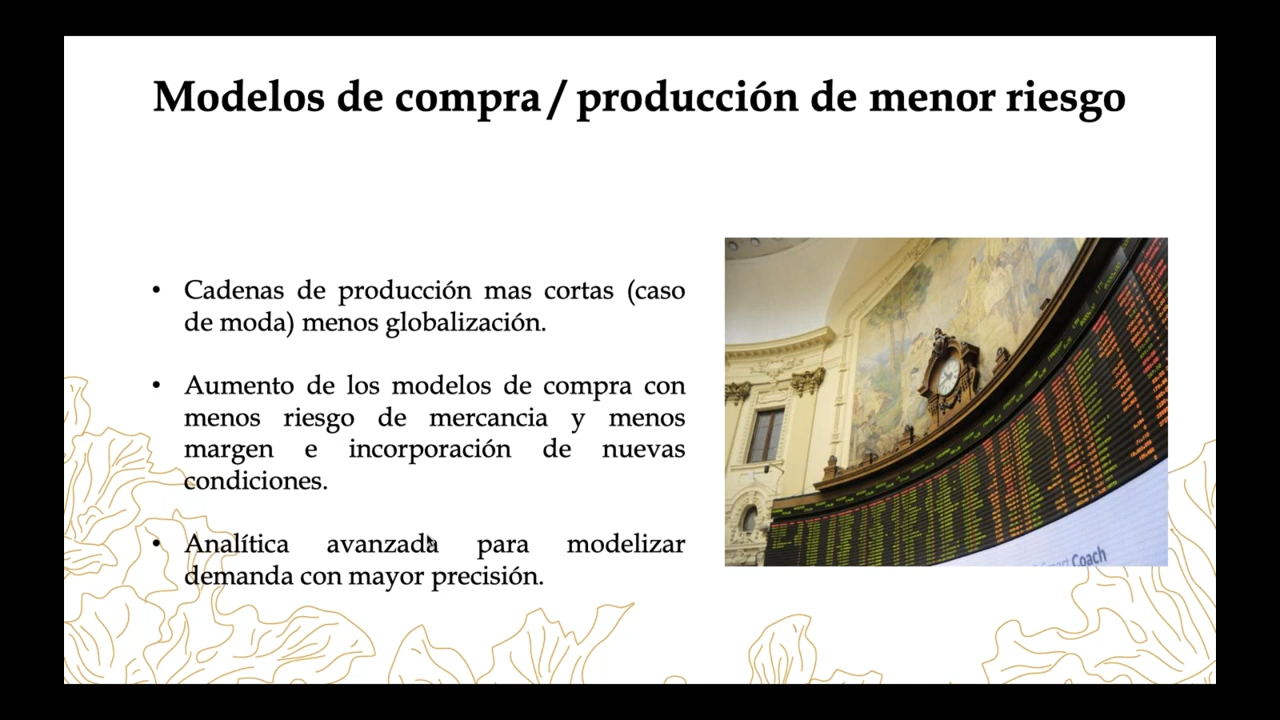 Modelos de compra / producción de menor riesgo
• Cadenas de producción mas cortas (caso
de moda) menos globalización.
• Aumento de los modelos de compra con
menos riesgo de mercancia y menos
margen e incorporación de nuevas
condiciones.
• Analítica avanzada para modelizar
demanda con mayor precisión.
Coach